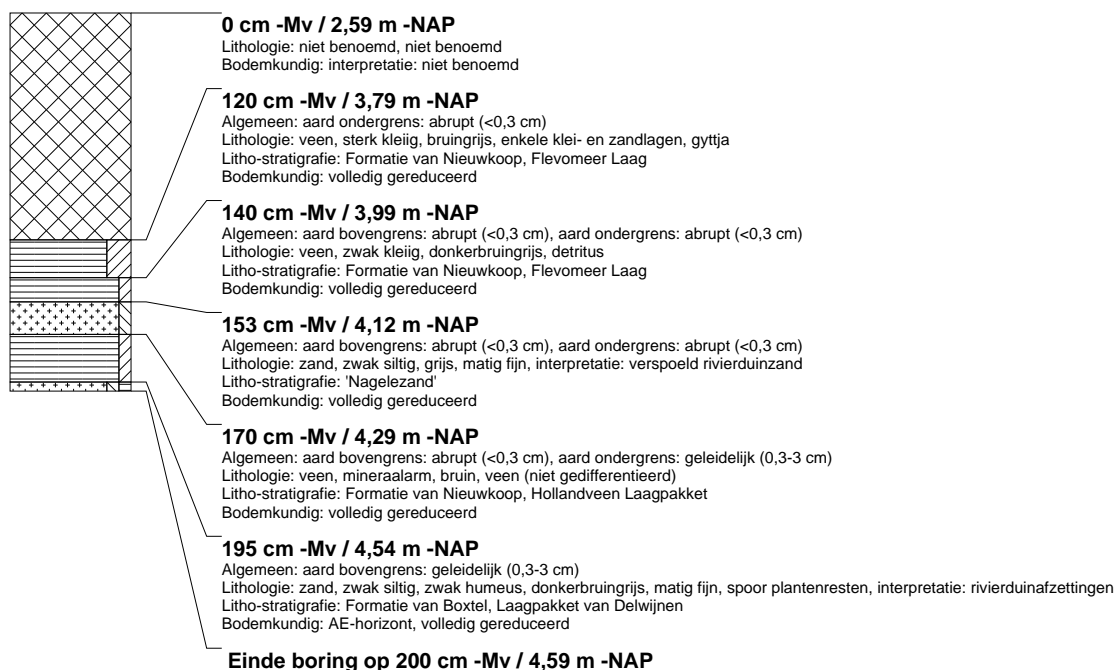 0 cm -Mv / 2,59 m -NAP
Lithologie: niet benoemd, niet benoemd
Bodemkundig: interpretatie: niet benoemd
120 cm -Mv / 3,79 m -NAP
Algemeen: aard ondergrens: abrupt (<0,3 cm)
Lithologie: veen, sterk kleiig, bruingrijs, enkele klei- en zandlagen, gyttja
Litho-stratigrafie: Formatie van Nieuwkoop, Flevomeer Laag
Bodemkundig: volledig gereduceerd
140 cm -Mv / 3,99 m -NAP
Algemeen: aard bovengrens: abrupt (<0,3 cm), aard ondergrens: abrupt (<0,3 cm)
Lithologie: veen, zwak kleiig, donkerbruingrijs, detritus
Litho-stratigrafie: Formatie van Nieuwkoop, Flevomeer Laag
Bodemkundig: volledig gereduceerd
153 cm -Mv / 4,12 m -NAP
Algemeen: aard bovengrens: abrupt (<0,3 cm), aard ondergrens: abrupt (<0,3 cm)
Lithologie: zand, zwak siltig, grijs, matig fijn, interpretatie: verspoeld rivierduinzand
Litho-stratigrafie: 'Nagelezand'
Bodemkundig: volledig gereduceerd
170 cm -Mv / 4,29 m -NAP
Algemeen: aard bovengrens: abrupt (<0,3 cm), aard ondergrens: geleidelijk (0,3-3 cm)
Lithologie: veen, mineraalarm, bruin, veen (niet gedifferentieerd)
Litho-stratigrafie: Formatie van Nieuwkoop, Hollandveen Laagpakket
Bodemkundig: volledig gereduceerd
195 cm -Mv / 4,54 m -NAP
Algemeen: aard bovengrens: geleidelijk (0,3-3 cm)
Lithologie: zand, zwak siltig, zwak humeus, donkerbruingrijs, matig fijn, spoor plantenresten, interpretatie: rivierduinafzettingen
Litho-stratigrafie: Formatie van Boxtel, Laagpakket van Delwijnen
Bodemkundig: AE-horizont, volledig gereduceerd
Einde boring op 200 cm -Mv / 4,59 m -NAP